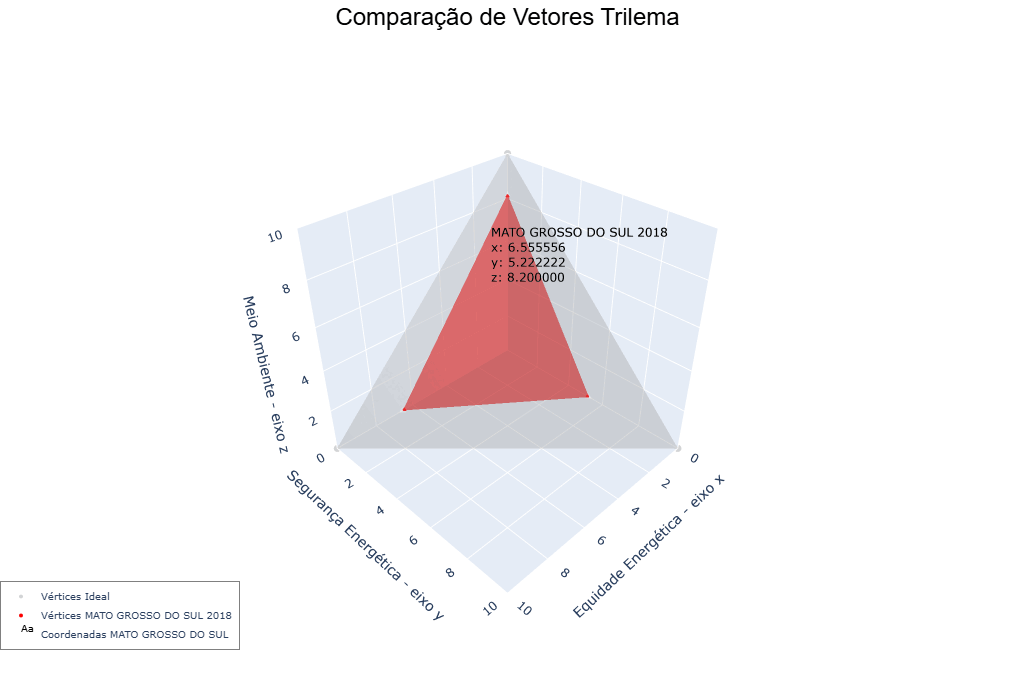 Comparação de Vetores Trilema
MATO GROSSO DO SUL 2018
x: 6.555556
y: 5.222222
z: 8.200000
10
8
6
4
2
0
Meio Ambiente - eixo z
2
4
6
8
10
Segurança Energética - eixo y
0
2
4
6
8
10
Equidade Energética - eixo x
Vértices Ideal
Vértices MATO GROSSO DO SUL 2018
Aa
Coordenadas MATO GROSSO DO SUL